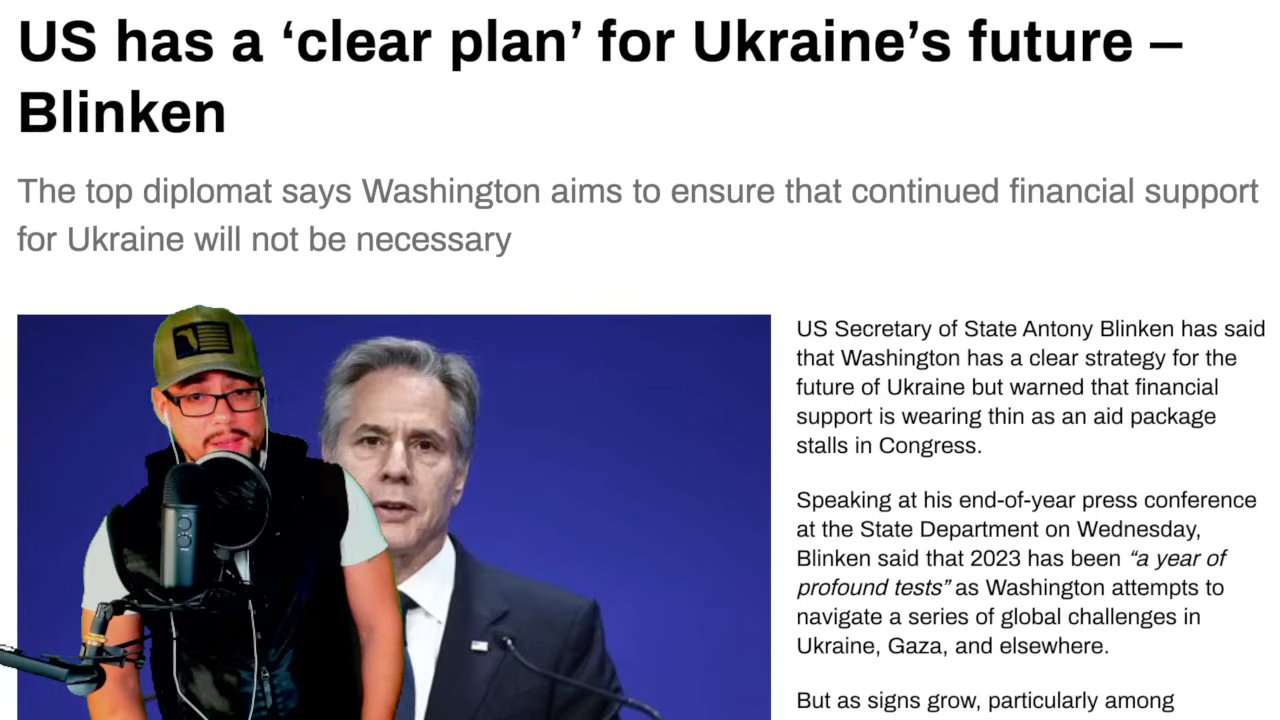 US has a ‘clear plan’ for Ukraine’s future –
Blinken
The top diplomat says Washington aims to ensure that continued financial support
for Ukraine will not be necessary
US Secretary of State Antony Blinken has said
that Washington has a clear strategy for the
future of Ukraine but warned that financial
support is wearing thin as an aid package
stalls in Congress.
Speaking at his end-of-year press conference
at the State Department on Wednesday,
Blinken said that 2023 has been “a year of
profound tests” as Washington attempts to
navigate a series of global challenges in
Ukraine, Gaza, and elsewhere.
But as signs grow, particularly among